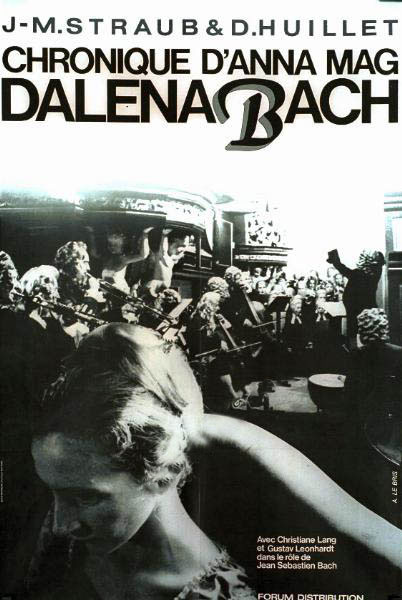 J-M.STRAUB & D.HUILLET
CHRONIQUE D'ANNA MAG
DALENA BACH
A. LE BRIS
Avec Christiane Lang
et Gustav Leonhardt
dans le rôle de
Jean Sebastien Bach
FORUM DISTRIBUTION